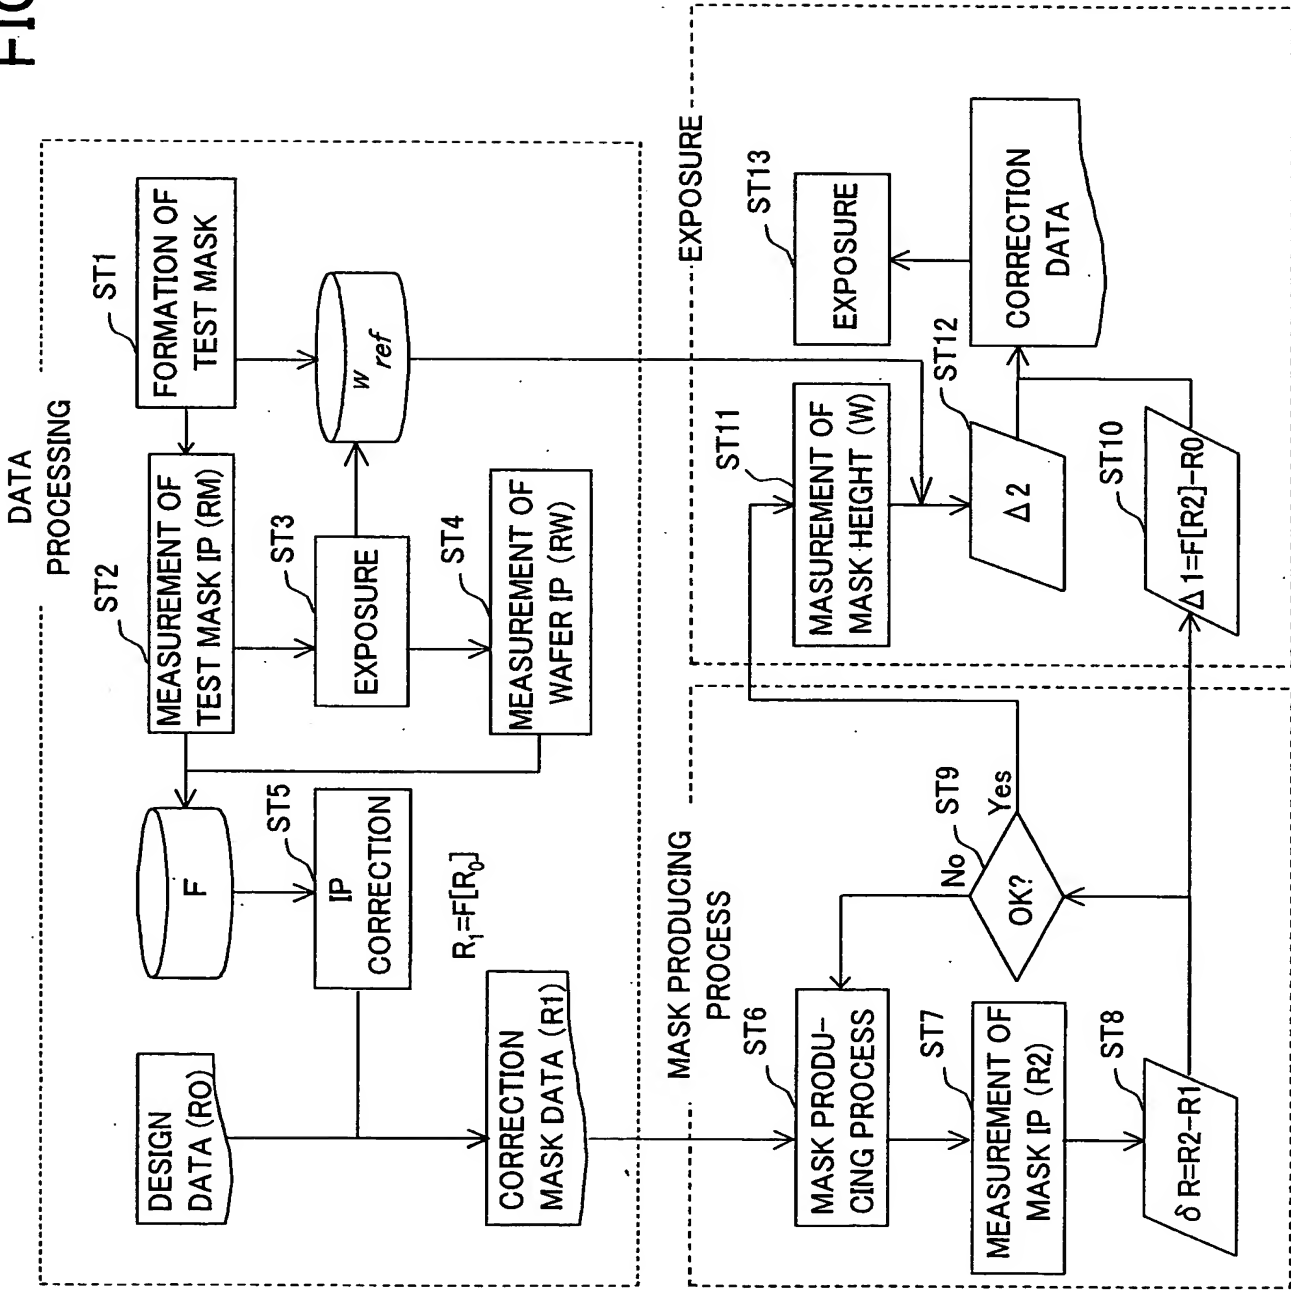 FIG
DATA
PROCESSING
DESIGN
DATA (R0)
F
ST2
MEASUREMENT OF
TEST MASK IP (RM)
ST1
FORMATION OF
TEST MASK
ST5
IP
CORRECTION
ST3
EXPOSURE
w ref
R₁=F[R₀]
CORRECTION
MASK DATA (R1)
ST4
MEASUREMENT OF
WAFER IP (RW)
MASK PRODUCING
PROCESS
ST6
MASK PRODU-
CING PROCESS
ST7
MEASUREMENT OF
MASK IP (R2)
ST8
δ R=R2-R1
No
ST9
OK?
Yes
EXPOSURE
ST11
MASUREMENT OF
MASK HEIGHT (W)
ST13
EXPOSURE
ST12
Δ2
CORRECTION
DATA
ST10
Δ1=F[R2]-R0